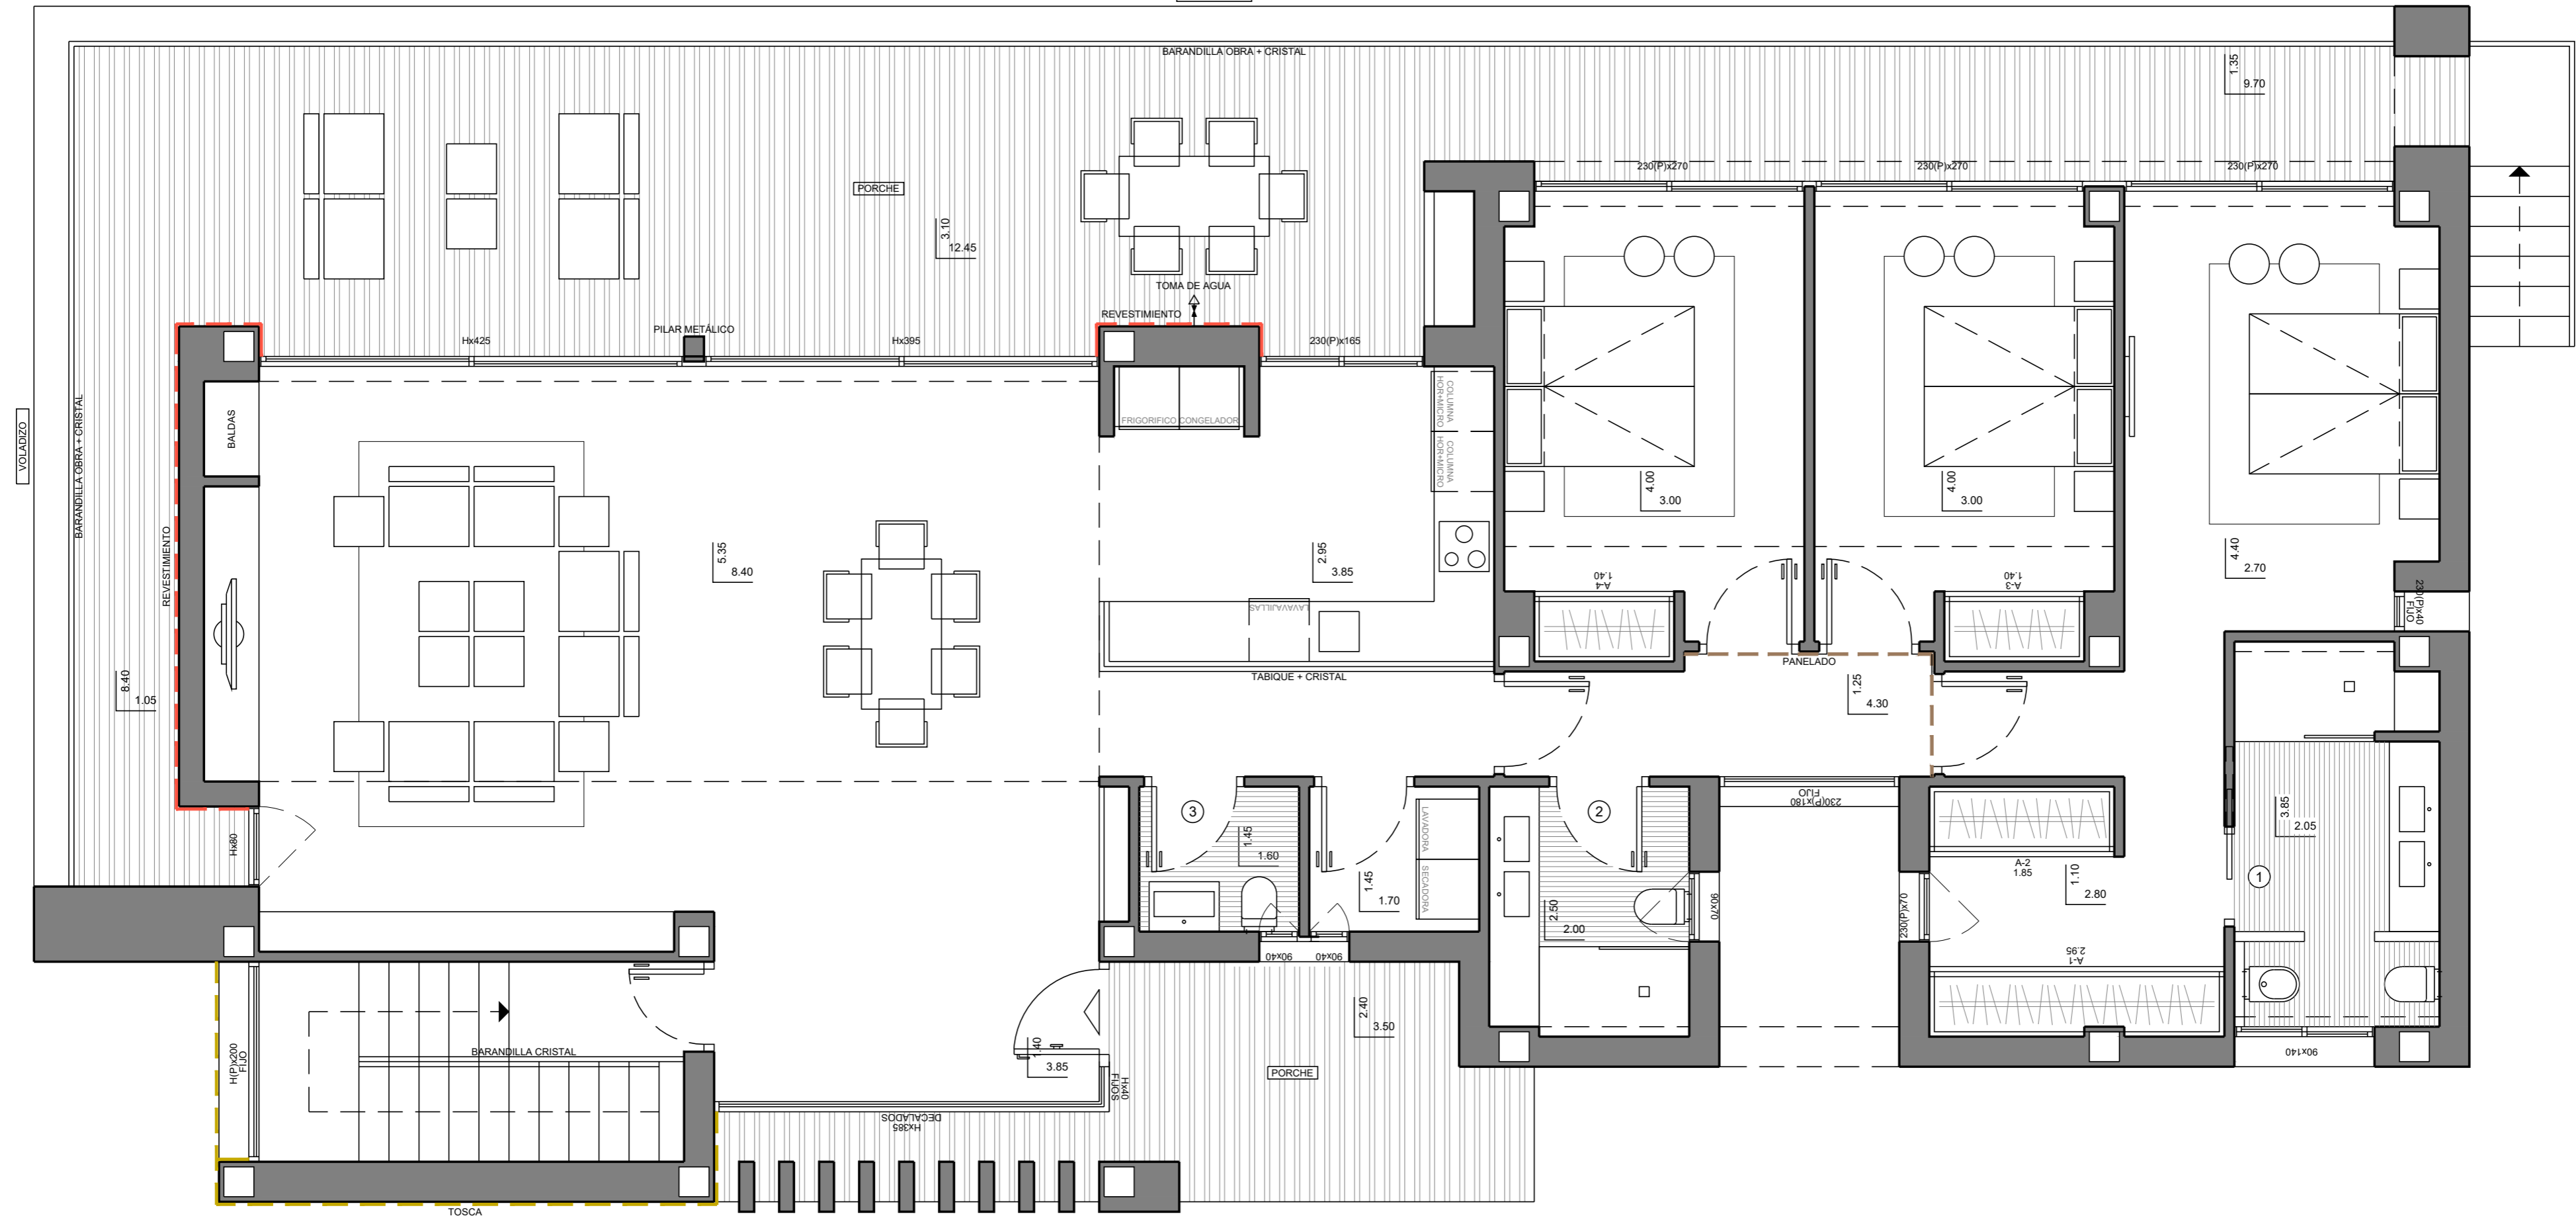 BARANDILLA OBRA + CRISTAL
1.35
9.70
230(P)x270
230(P)x270
230(P)x270
PORCHE
3.10
12.45
TOMA DE AGUA
REVESTIMIENTO
PILAR METÁLICO
Hx425
Hx395
230(P)x165
VOLADIZO
BARANDILLA OBRA + CRISTAL
REVESTIMIENTO
BALDAS
FRIGORIFICO
CONGELADOR
COLUMNA
HOR+MICRO
COLUMNA
HOR+MICRO
4.00
3.00
4.00
3.00
5.35
8.40
2.95
3.85
4.40
2.70
A-4
1.40
A-3
1.40
230(P)x40
FIJO
LAVAVAJILLAS
8.40
1.05
TABIQUE + CRISTAL
PANELADO
1.25
4.30
230(P)x180
FIJO
Hx80
3
1.45
1.60
LAVADORA
SECADORA
1.45
1.70
2
2.50
2.00
90x70
230(P)x70
A-2
1.85
1.10
2.80
3.85
2.05
1
A-1
2.95
90x40
90x40
2.40
3.50
H(P)x200
FIJO
BARANDILLA CRISTAL
1.40
3.85
Hx40
FIJOS
PORCHE
90x140
Hx385
DECALADOS
TOSCA